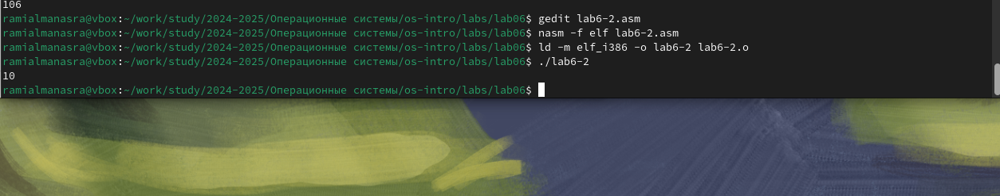 106
ramialmanasra@vbox:~/work/study/2024-2025/Операционные системы/os-intro/labs/lab06$ gedit lab6-2.asm
ramialmanasra@vbox:~/work/study/2024-2025/Операционные системы/os-intro/labs/lab06$ nasm -f elf lab6-2.asm
ramialmanasra@vbox:~/work/study/2024-2025/Операционные системы/os-intro/labs/lab06$ ld -m elf_i386 -o lab6-2 lab6-2.o
ramialmanasra@vbox:~/work/study/2024-2025/Операционные системы/os-intro/labs/lab06$ ./lab6-2
10
ramialmanasra@vbox:~/work/study/2024-2025/Операционные системы/os-intro/labs/lab06$